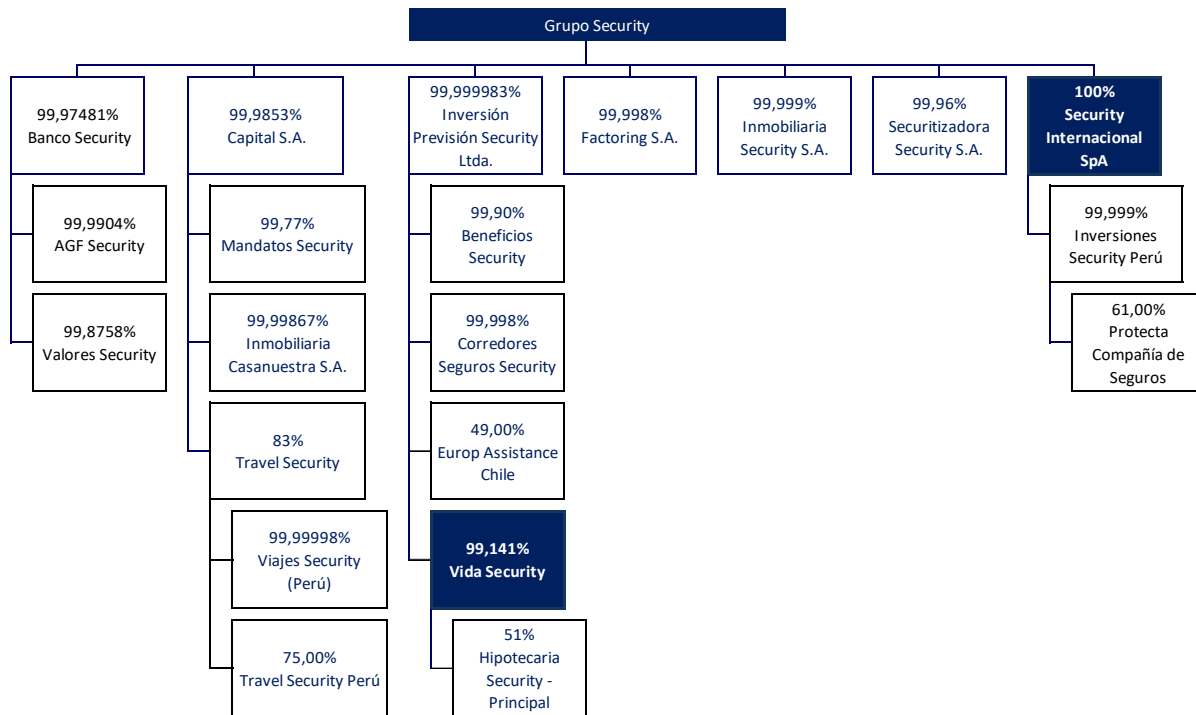 Grupo Security
99,97481%
Banco Security
99,9904%
AGF Security
99,8758%
Valores Security
99,9853%
Capital S.A.
99,77%
Mandatos Security
99,99867%
Inmobiliaria
Casanuestra S.A.
83%
Travel Security
99,99998%
Viajes Security
(Perú)
75,00%
Travel Security Perú
99,999983%
Inversión
Previsión Security
Ltda.
99,90%
Beneficios
Security
99,998%
Corredores
Seguros Security
49,00%
Europ Assistance
Chile
99,141%
Vida Security
51%
Hipotecaria
Security -
Principal
99,998%
Factoring S.A.
99,999%
Inmobiliaria
Security S.A.
99,96%
Securitizadora
Security S.A.
100%
Security
Internacional
SpA
99,999%
Inversiones
Security Perú
61,00%
Protecta
Compañía de
Seguros